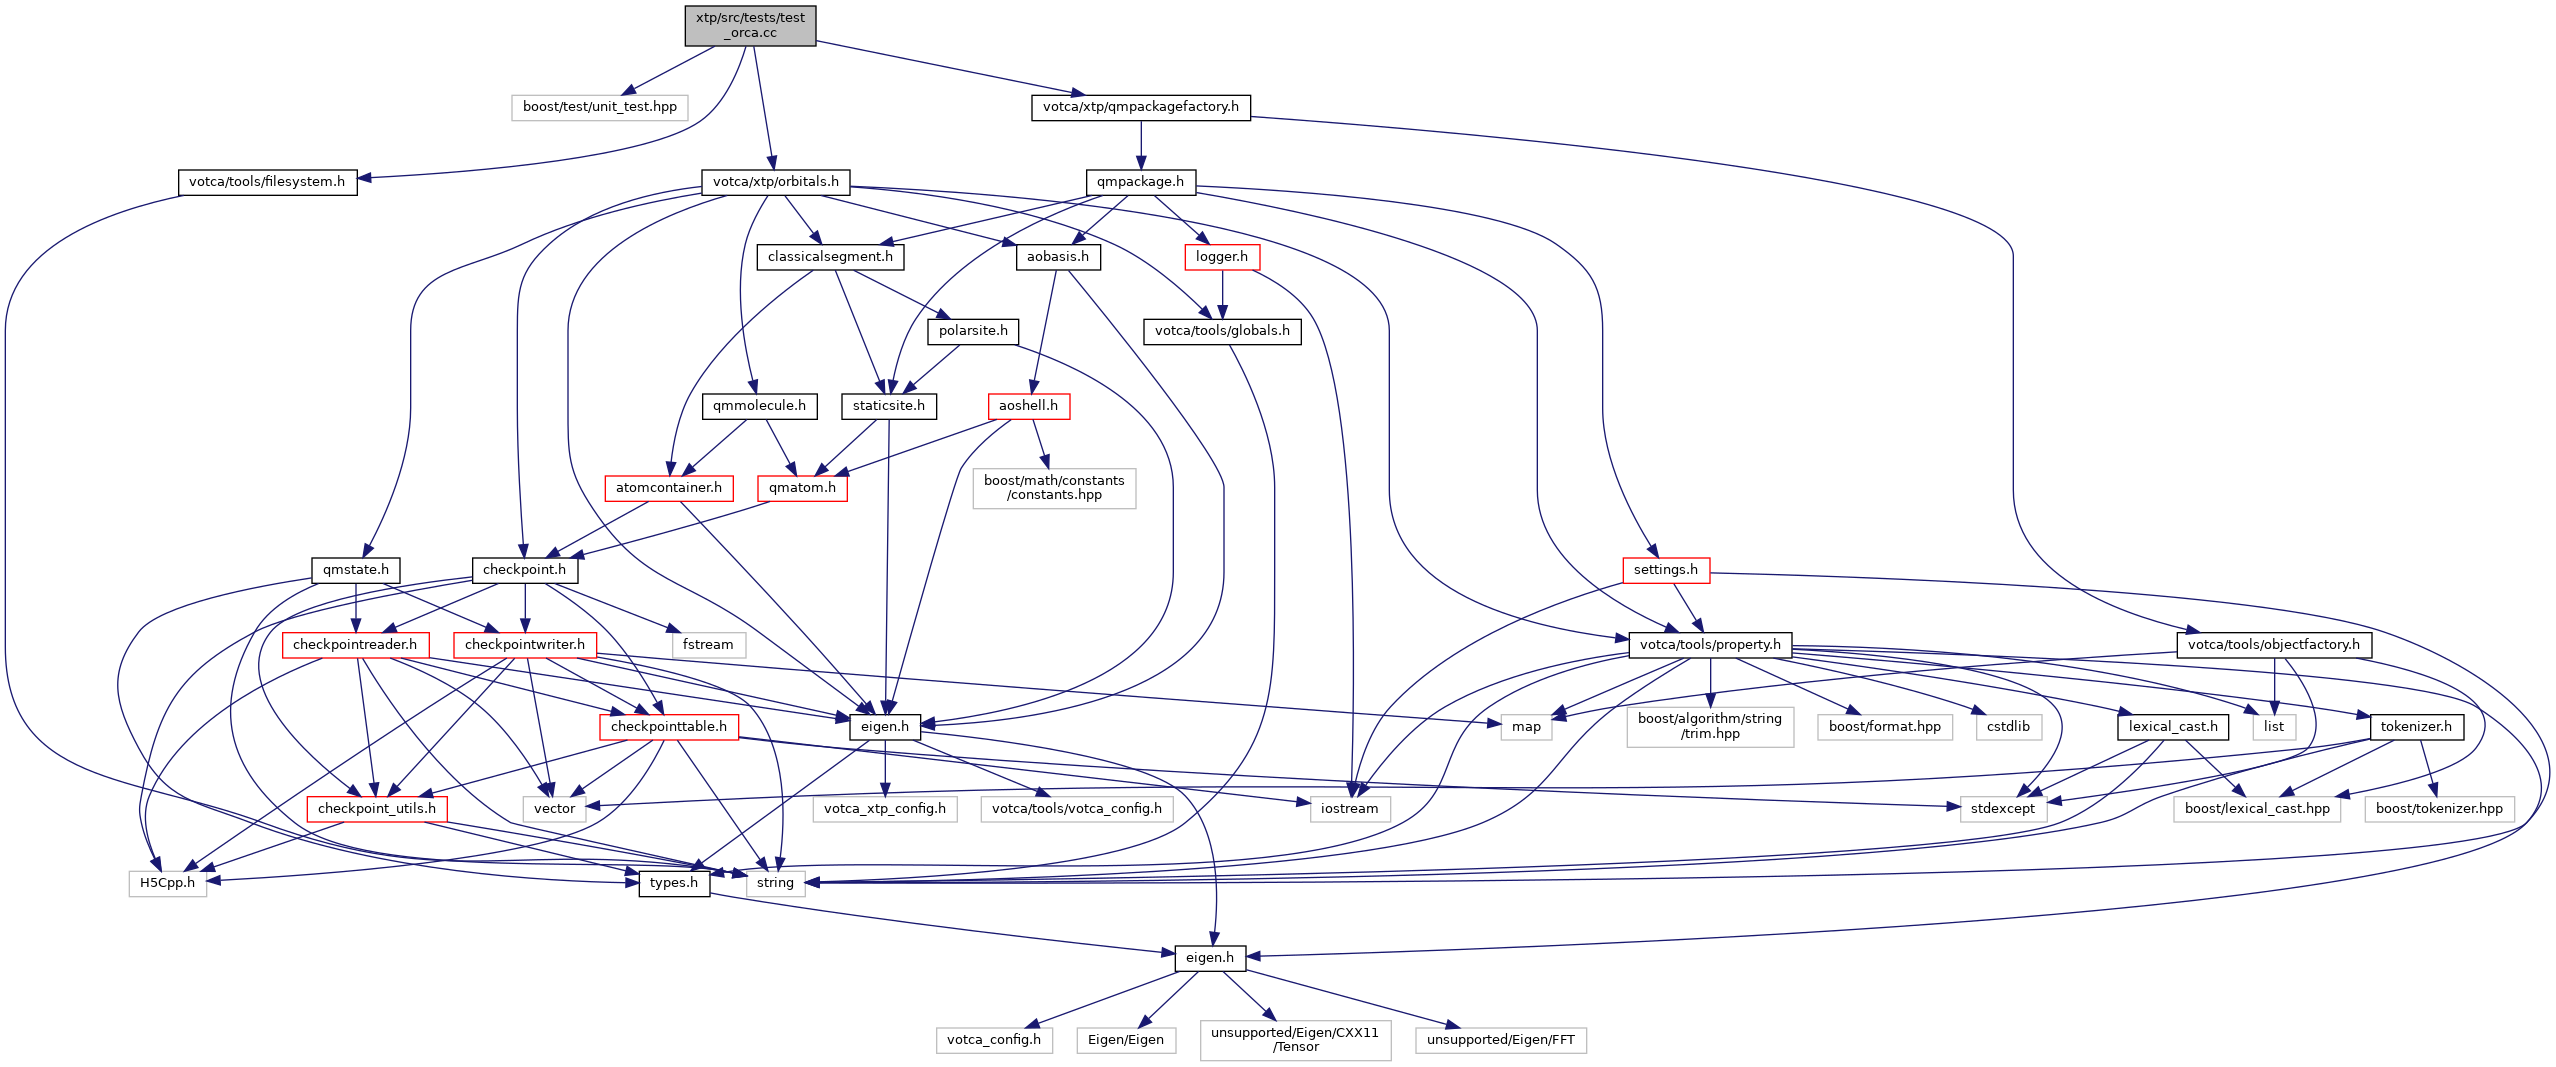 xtp/src/tests/test
_orca.cc
boost/test/unit_test.hpp
votca/xtp/qmpackagefactory.h
votca/tools/filesystem.h
votca/xtp/orbitals.h
qmpackage.h
classicalsegment.h
aobasis.h
logger.h
polarsite.h
votca/tools/globals.h
qmmolecule.h
staticsite.h
aoshell.h
atomcontainer.h
qmatom.h
boost/math/constants
/constants.hpp
qmstate.h
checkpoint.h
settings.h
checkpointreader.h
checkpointwriter.h
fstream
votca/tools/property.h
votca/tools/objectfactory.h
checkpointtable.h
eigen.h
map
boost/algorithm/string
/trim.hpp
boost/format.hpp
cstdlib
lexical_cast.h
list
tokenizer.h
checkpoint_utils.h
vector
votca_xtp_config.h
votca/tools/votca_config.h
iostream
stdexcept
boost/lexical_cast.hpp
boost/tokenizer.hpp
H5Cpp.h
types.h
string
eigen.h
votca_config.h
Eigen/Eigen
unsupported/Eigen/CXX11
/Tensor
unsupported/Eigen/FFT